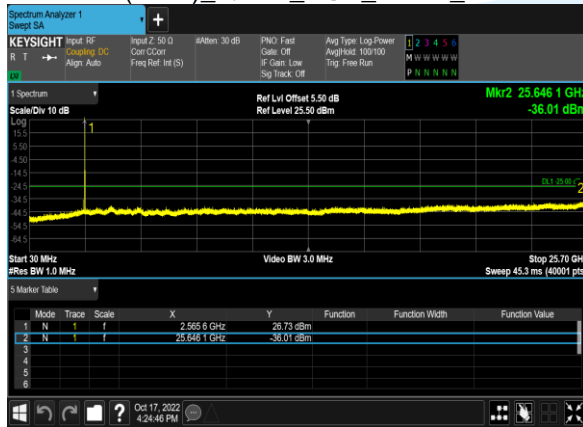 Spectrum Analyzer 1
Swept SA
KEYSIGHT
R T
Input: RF
Coupling: DC
Align: Auto
Input Z: 50 Ω
Corr CCorr
Freq Ref: Int (S)
#Atten: 30 dB
PNO: Fast
Gate: Off
IF Gain: Low
Sig Track: Off
Avg Type: Log-Power
Avg|Hold: 100/100
Trig: Free Run
1 2 3 4 5 6
M W W W W W
P N N N N N
1 Spectrum
Scale/Div 10 dB
Ref Lvl Offset 5.50 dB
Ref Level 25.50 dBm
Mkr2 25.646 1 GHz
-36.01 dBm
Log
15.5
5.50
-4.50
-14.5
-24.5
-34.5
-44.5
-54.5
-64.5
1
2
Start 30 MHz
#Res BW 1.0 MHz
Video BW 3.0 MHz
Stop 25.70 GH
Sweep 45.3 ms (40001 pts
5 Marker Table
Mode Trace Scale X Y Function Function Width Function Value
1 N 1 f 2.565 6 GHz 26.73 dBm
2 N 1 f 25.646 1 GHz -36.01 dBm
3
4
5
6
?
Oct 17, 2022
4:24:46 PM